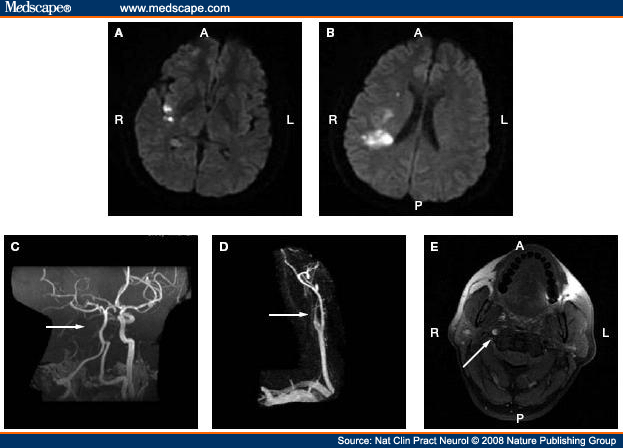 Medscape® www.medscape.com
A A B A
R L R L
P
C D E A
R L
P
Source: Nat Clin Pract Neurol © 2008 Nature Publishing Group